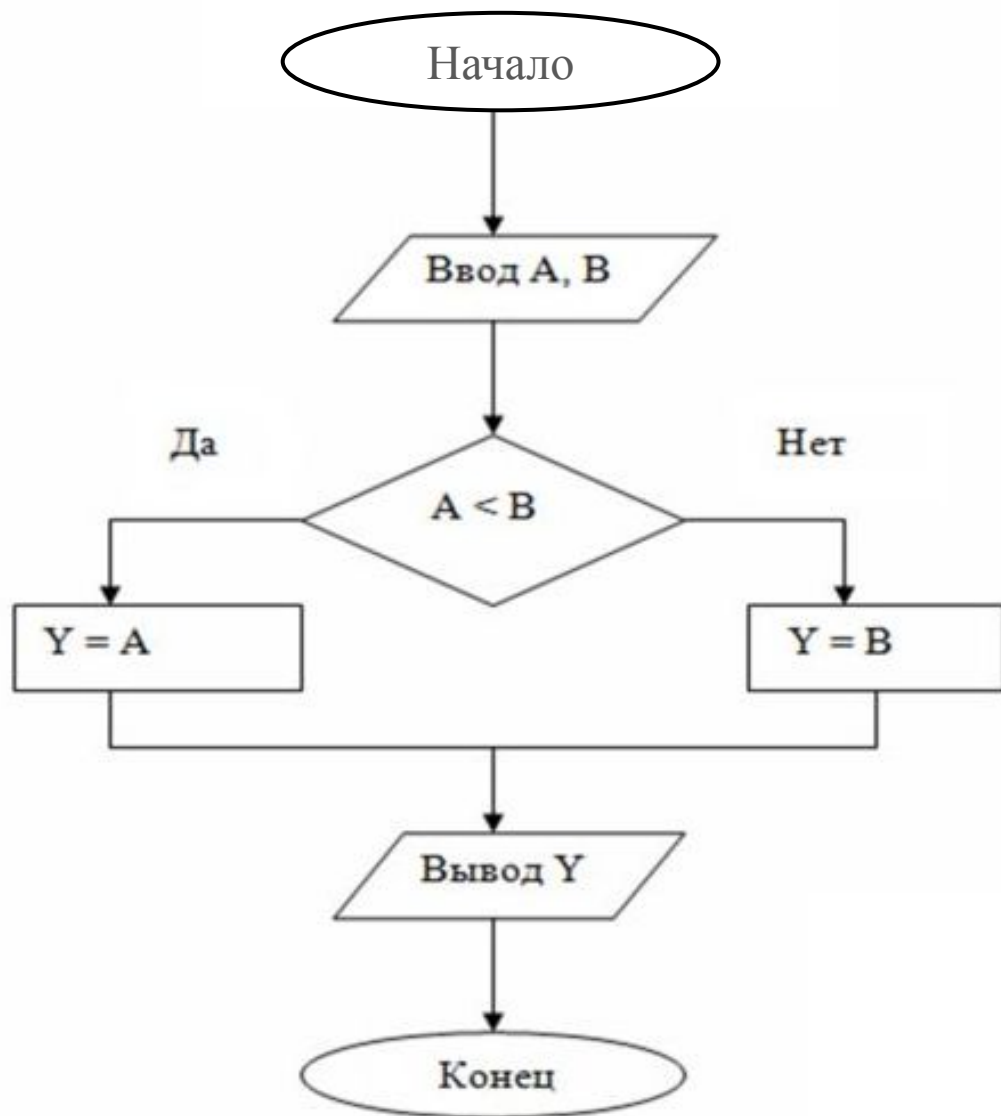 Начало
Ввод A, B
Да
Нет
A < B
Y = A
Y = B
Вывод Y
Конец